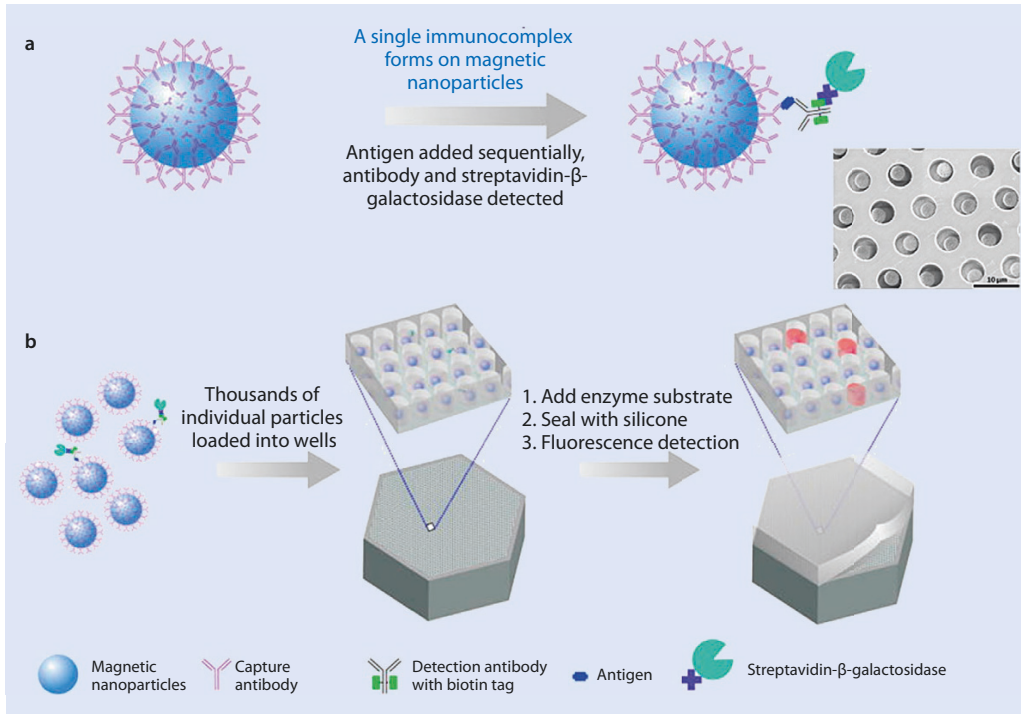 a
A single immunocomplex
forms on magnetic
nanoparticles
Antigen added sequentially,
antibody and streptavidin-β-
galactosidase detected
10 µm
b
Thousands of
individual particles
loaded into wells
1. Add enzyme substrate
2. Seal with silicone
3. Fluorescence detection
Magnetic
nanoparticles
Capture
antibody
Detection antibody
with biotin tag
Antigen
Streptavidin-β-galactosidase